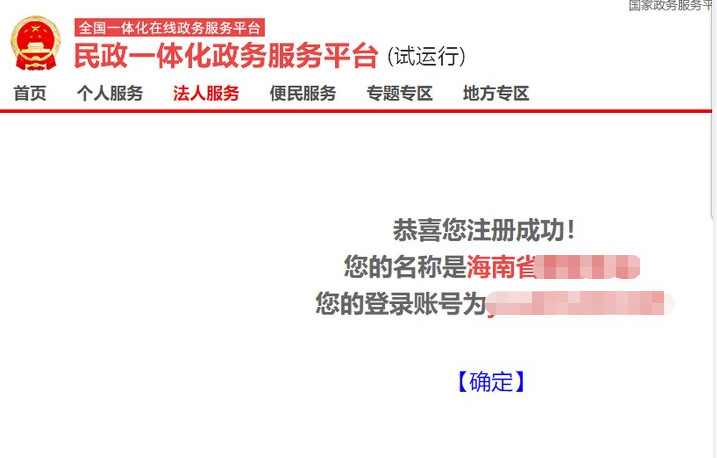 国家政务服务平
全国一体化在线政务服务平台
民政一体化政务服务平台 (试运行)
首页 个人服务 法人服务 便民服务 专题专区 地方专区
恭喜您注册成功！
您的名称是海南省
您的登录账号为
【确定】